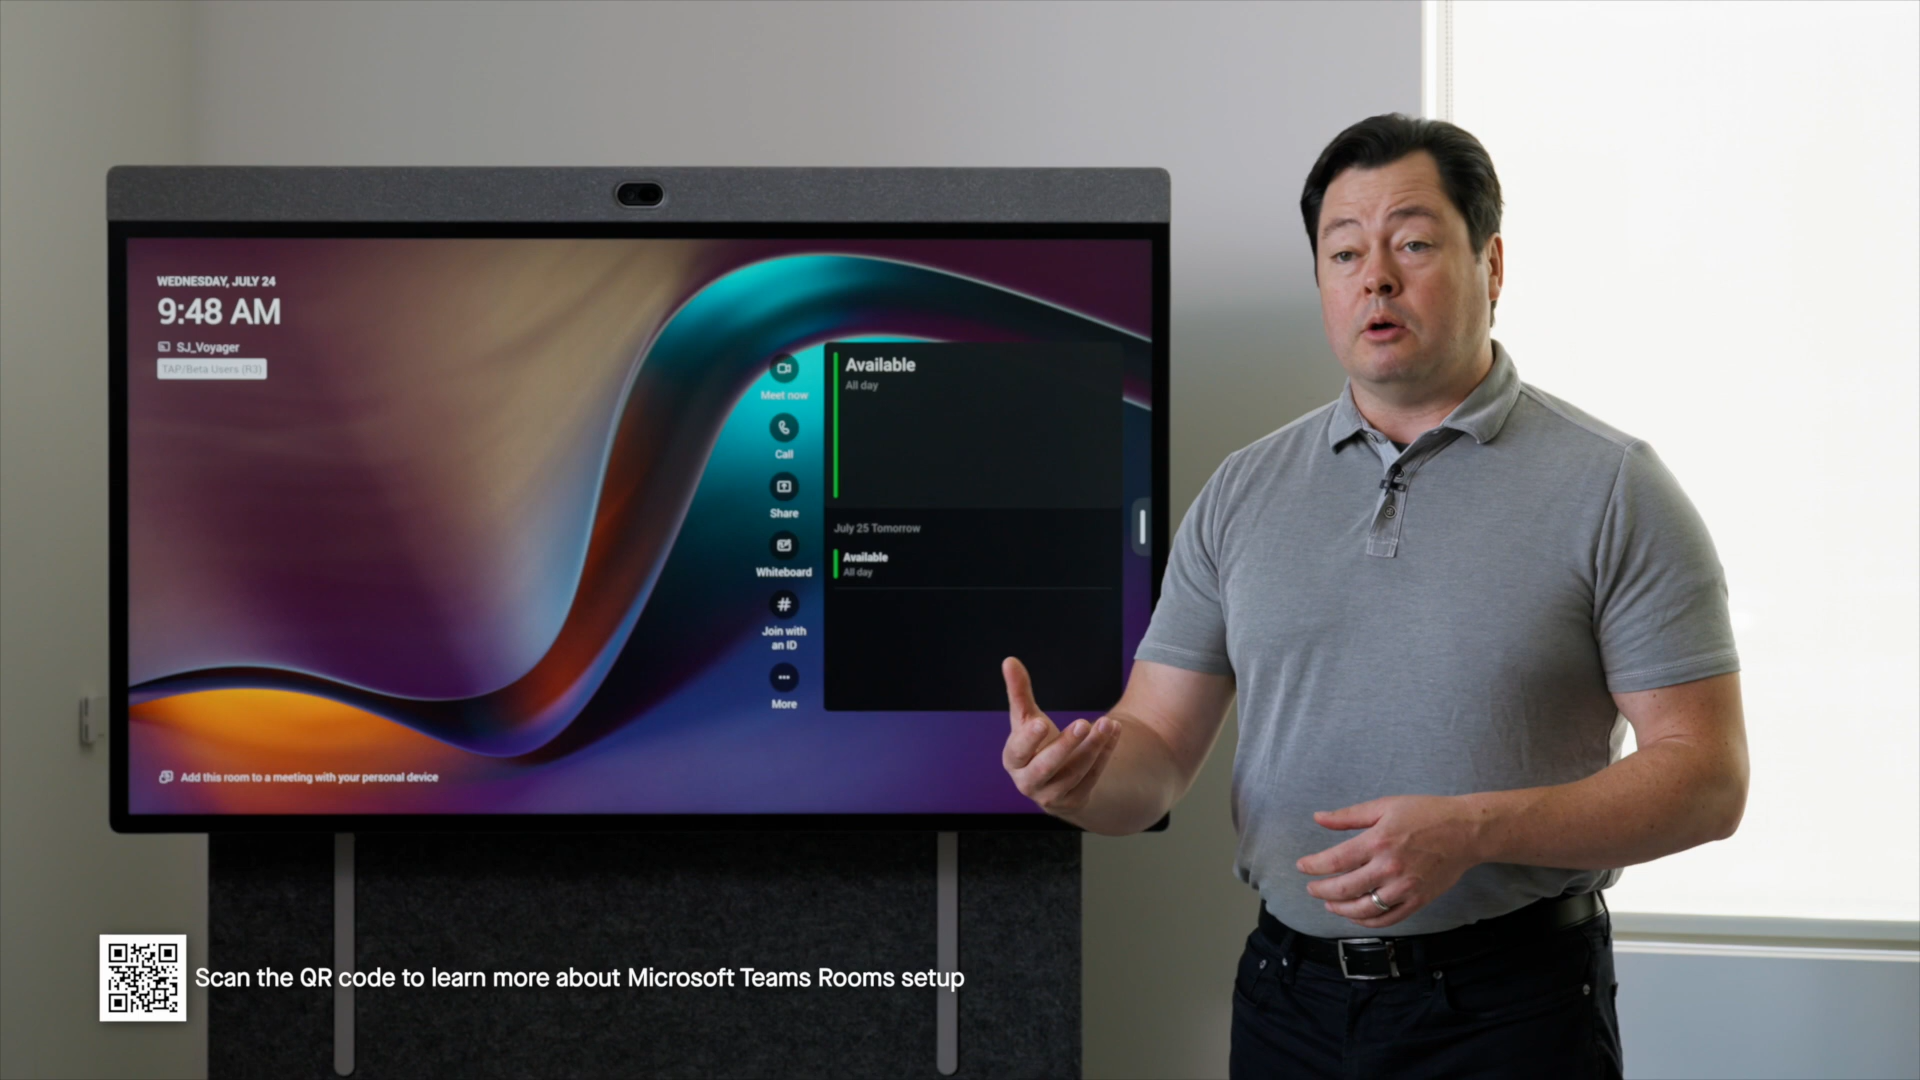 WEDNESDAY, JULY 24
9:48 AM
SJ_Voyager
TAP/Beta Users (R3)
Meet now
Call
Share
Whiteboard
Join with
an ID
More
Available
All day
July 25 Tomorrow
Available
All day
Add this room to a meeting with your personal device
Scan the QR code to learn more about Microsoft Teams Rooms setup